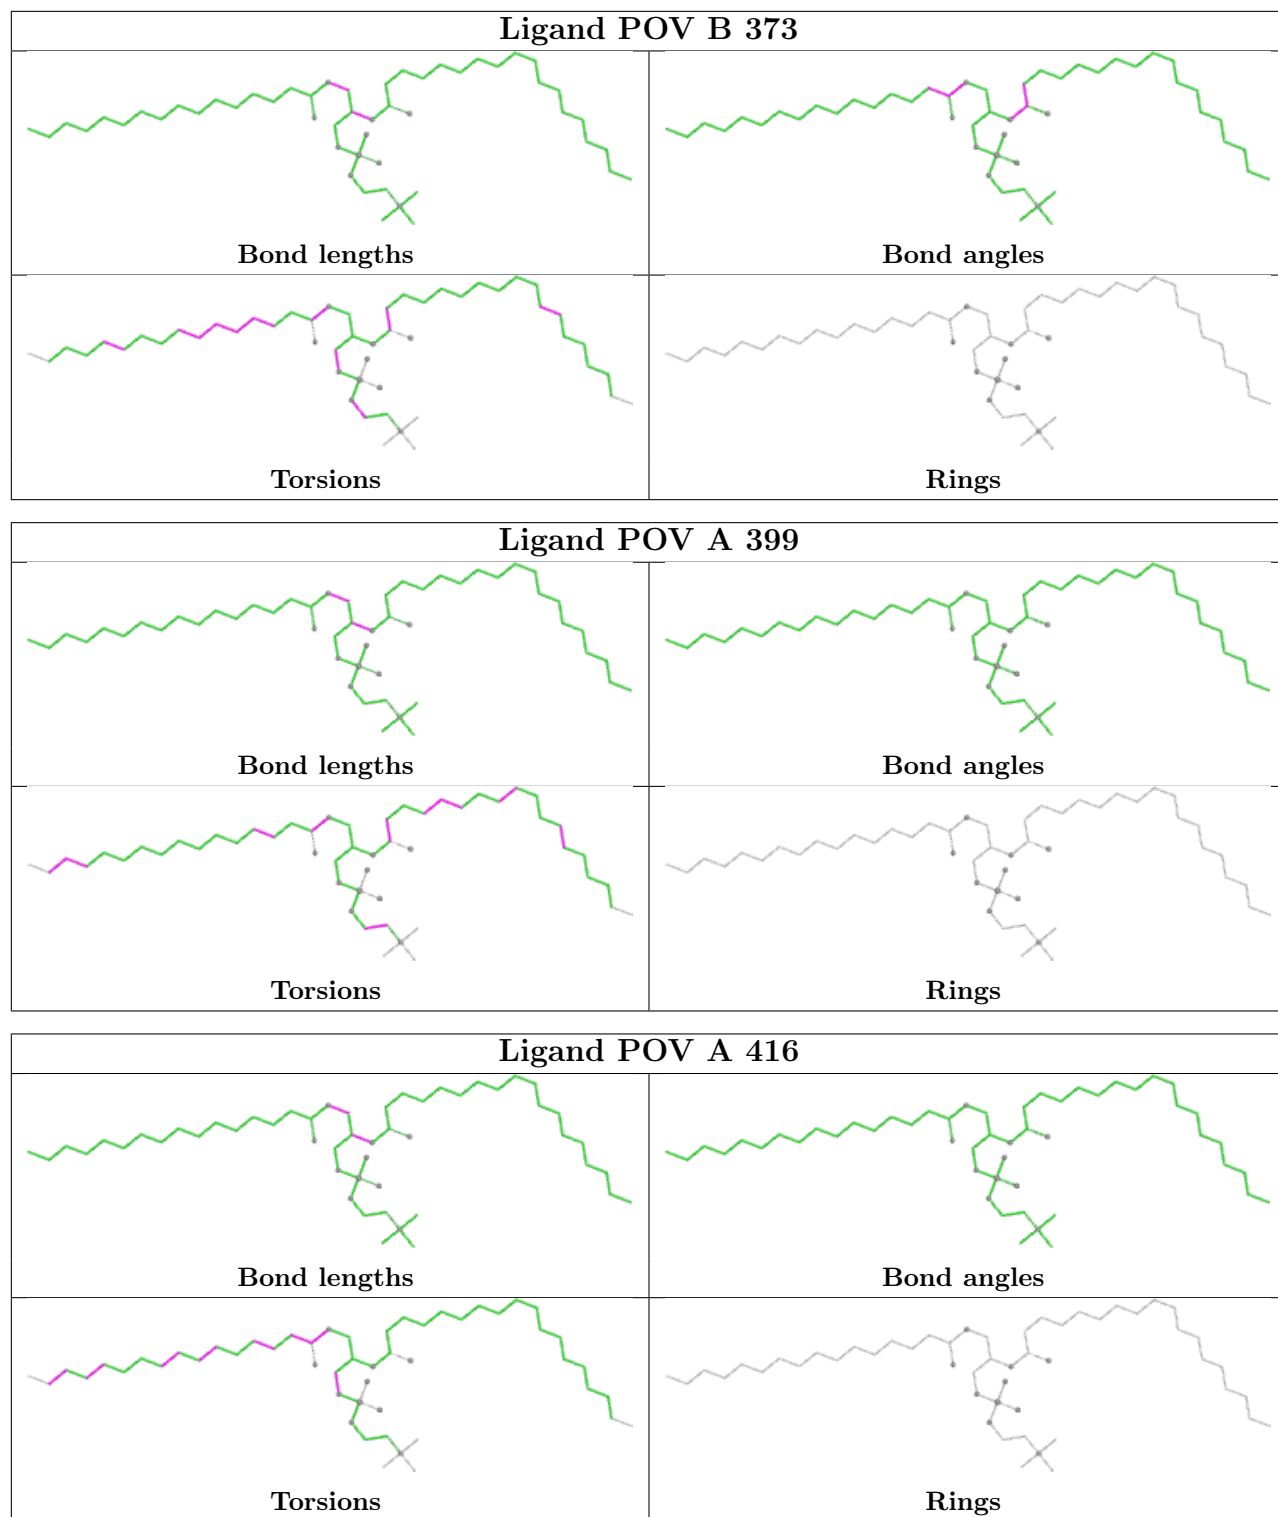 Ligand POV B 373
Bond lengths
Bond angles
Torsions
Rings
Ligand POV A 399
Bond lengths
Bond angles
Torsions
Rings
Ligand POV A 416
Bond lengths
Bond angles
Torsions
Rings